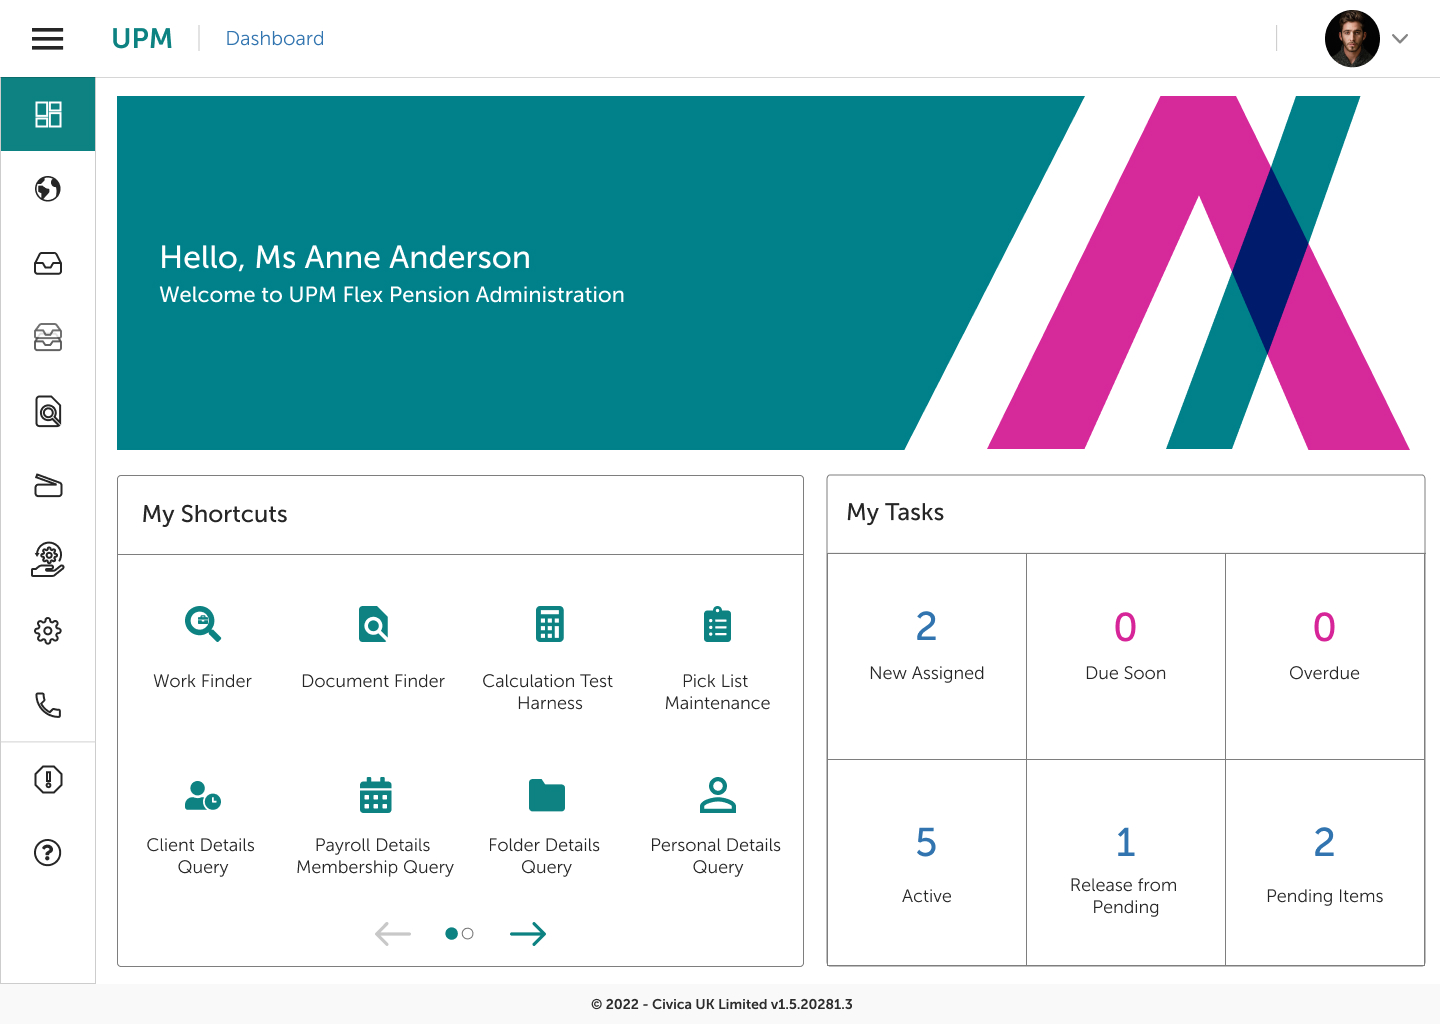 UPM
Dashboard
Hello, Ms Anne Anderson
Welcome to UPM Flex Pension Administration
My Shortcuts
Work Finder
Document Finder
Calculation Test
Harness
Pick List
Maintenance
Client Details
Query
Payroll Details
Membership Query
Folder Details
Query
Personal Details
Query
My Tasks
2
New Assigned
0
Due Soon
0
Overdue
5
Active
1
Release from
Pending
2
Pending Items
© 2022 - Civica UK Limited v1.5.20281.3